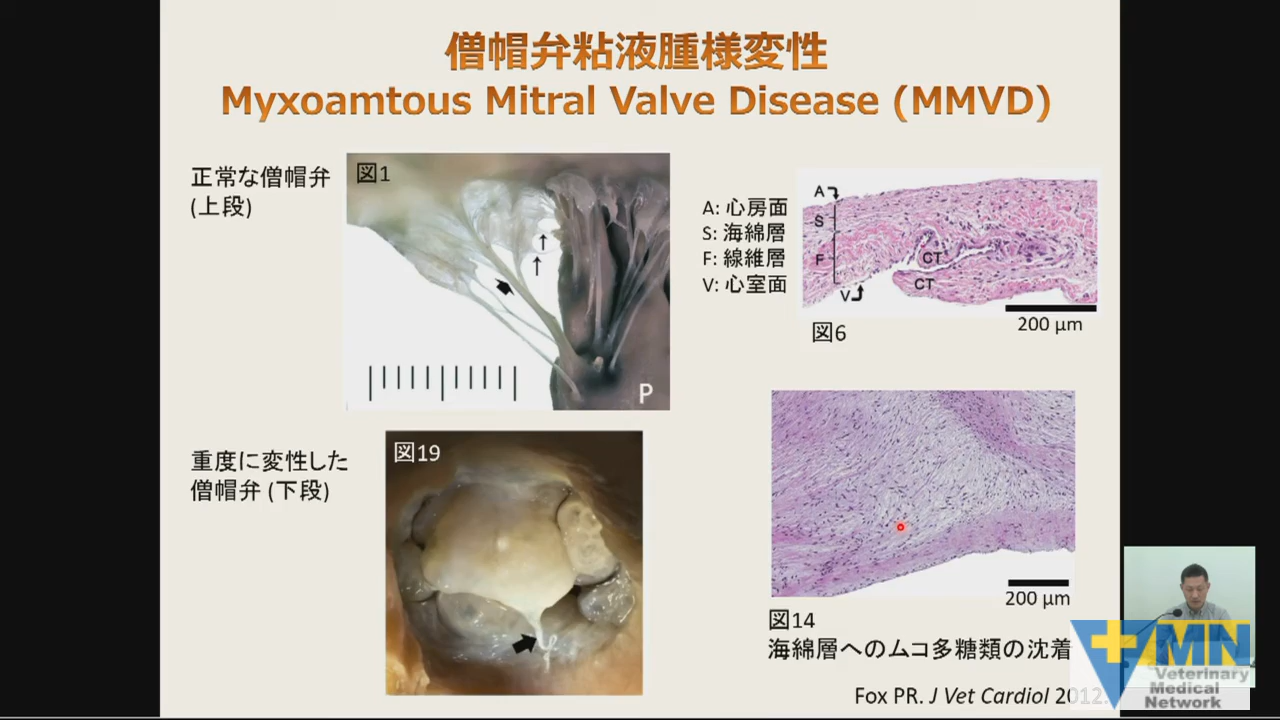 僧帽弁粘液腫様変性
Myxoamtous Mitral Valve Disease (MMVD)
正常な僧帽弁
(上段)
図1
P
A: 心房面
S: 海綿層
F: 線維層
V: 心室面
A
S
F
V
CT
CT
200 µm
図6
重度に変性した
僧帽弁 (下段)
図19
200 µm
図14
海綿層へのムコ多糖類の沈着
Fox PR. J Vet Cardiol 2012.
MN
Veterinary
Medical
Network